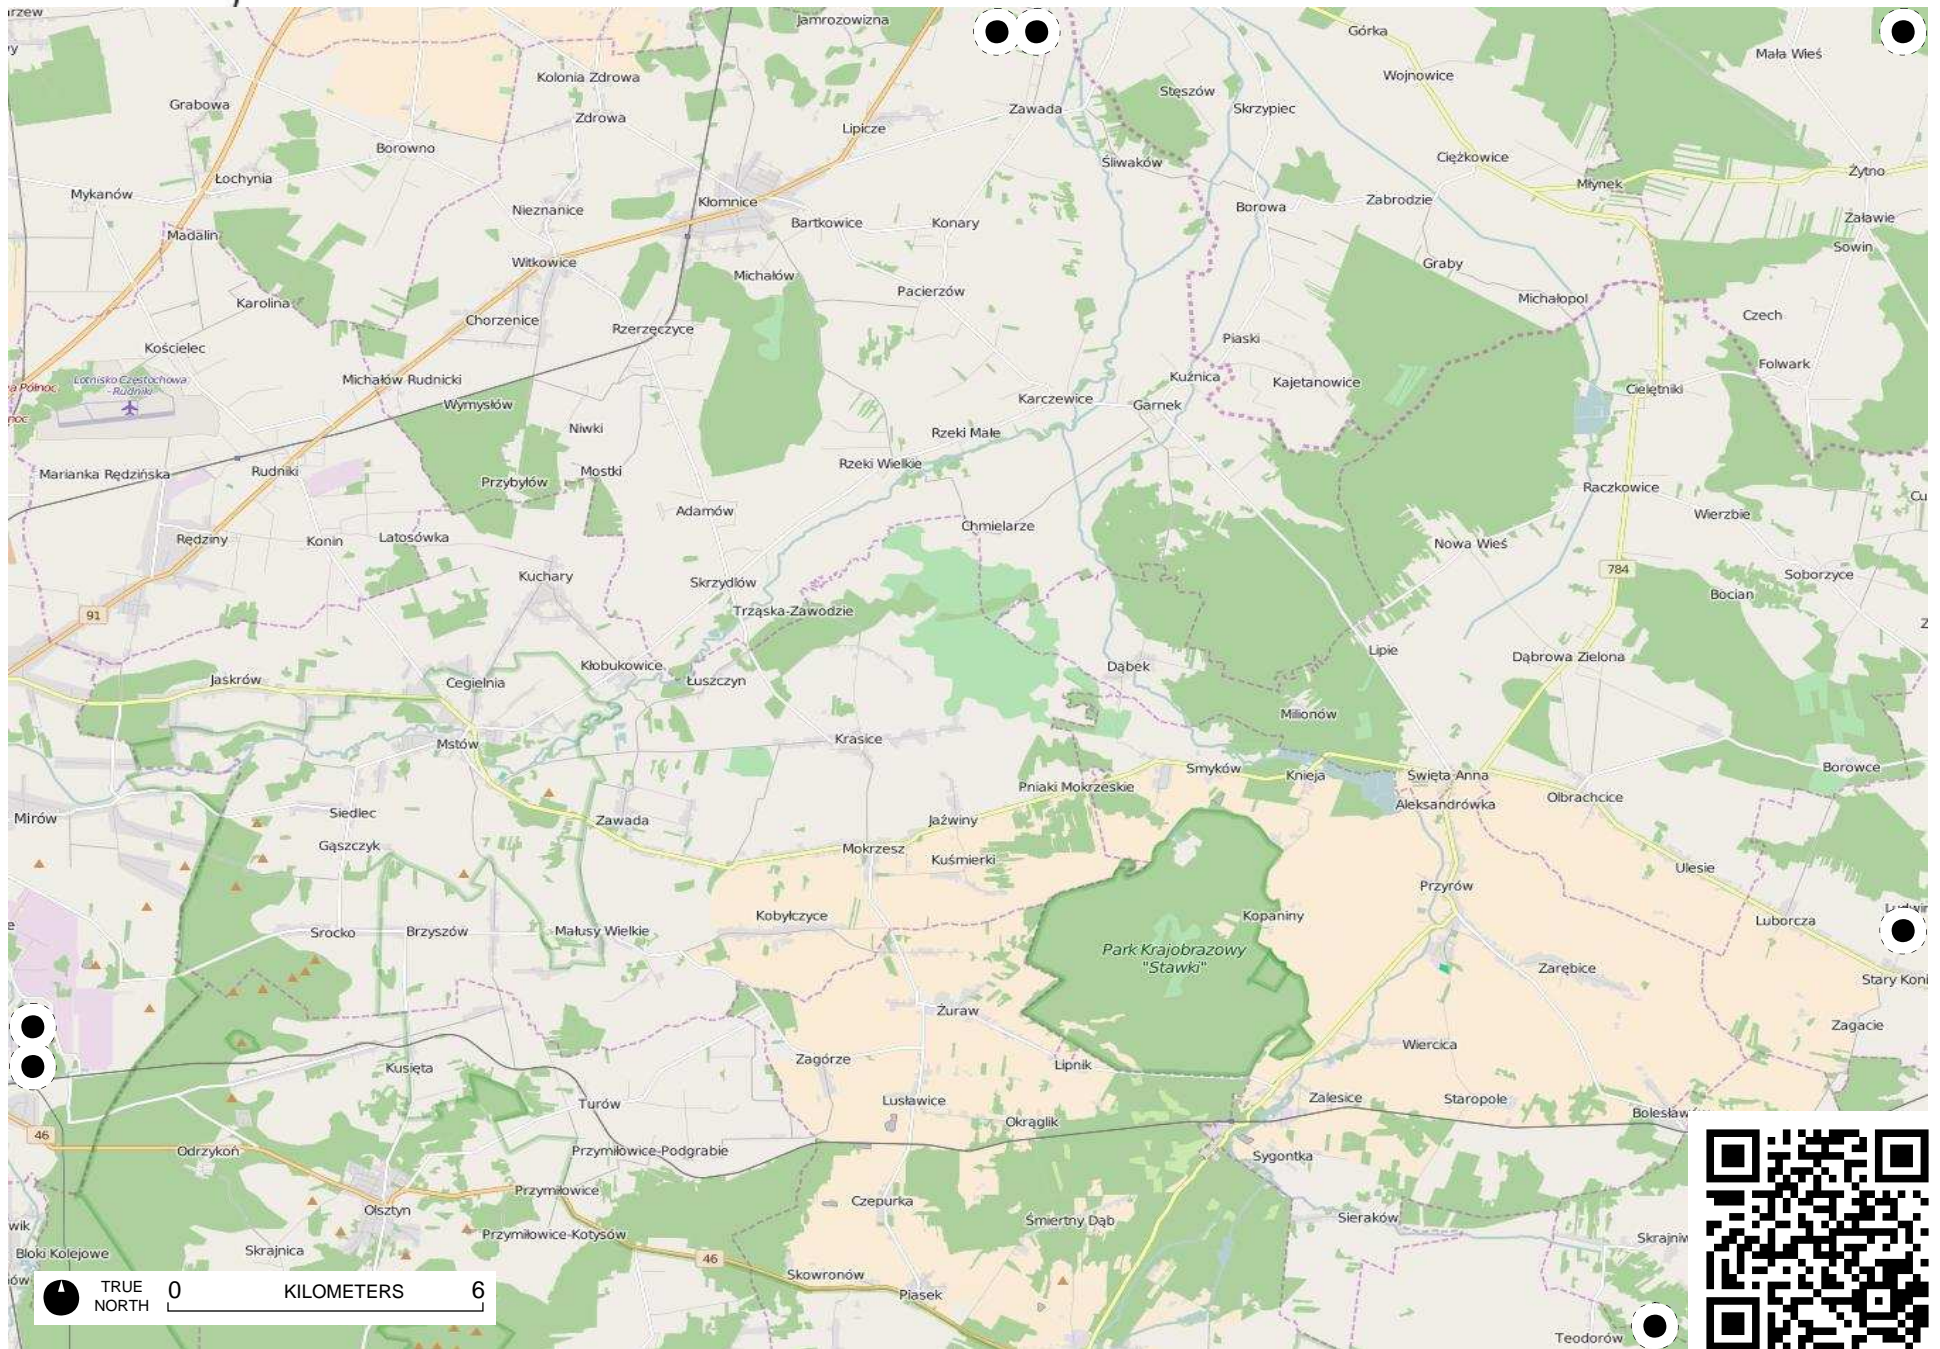 Jamrozowizna
Górka
Mała Wieś
Kolonia Zdrowa
Wojnowice
Grabowa
Stęszów
Skrzypiec
Zdrowa
Zawada
Lipicze
Borowno
Śliwaków
Ciężkowice
Łochynia
Żytno
Mykanów
Młynek
Nieznanice
Kłomnice
Borowa
Zabrodzie
Bartkowice
Konary
Załawie
Madalin
Sowin
Witkowice
Michałów
Graby
Pacierzów
Michałopol
Karolina
Chorzenice
Rzerzęczyce
Czech
Piaski
Kościelec
Folwark
Michałów Rudnicki
Lotnisko Częstochowa
-Rudniki
a Północ
noc
Kuźnica
Kajetanowice
Cielętniki
Wymysłów
Karczewice
Garnek
Niwki
Rzeki Małe
Marianka Rędzińska
Rudniki
Mostki
Rzeki Wielkie
Przybyłów
Raczkowice
Adamów
Wierzbie
Chmielarze
Rędziny
Konin
Latosówka
Nowa Wieś
784
Kuchary
Skrzydlów
Soborzyce
Bocian
91
Trząska-Zawodzie
Lipie
Dąbrowa Zielona
Kłobukowice
Dąbek
Jaskrów
Cegielnia
Łuszczyn
Milionów
Mstów
Krasice
Smyków
Knieja
Święta Anna
Borowce
Pniaki Mokrzeskie
Olbrachcice
Aleksandrówka
Siedlec
Mirów
Zawada
Jaźwiny
Gąszczyk
Mokrzesz
Kuśmierki
Ulesie
Przyrów
Kobyłczyce
Kopaniny
Luborcza
Srocko
Brzyszów
Małusy Wielkie
Park Krajobrazowy
"Stawki"
Zarębice
Stary Koni
Żuraw
Zagacie
Wiercica
Zagórze
Lipnik
Kusięta
Turów
Lusławice
Zalesice
Staropole
Okrąglik
Bolesław
46
Odrzykoń
Przymiłowice-Podgrabie
Sygontka
Przymiłowice
Czepurka
Olsztyn
Śmiertny Dąb
Sieraków
Przymiłowice-Kotysów
Skrajniw
wik
Bloki Kolejowe
Skrajnica
46
Skowronów
Piasek
Teodorów
TRUE
NORTH
0 KILOMETERS 6